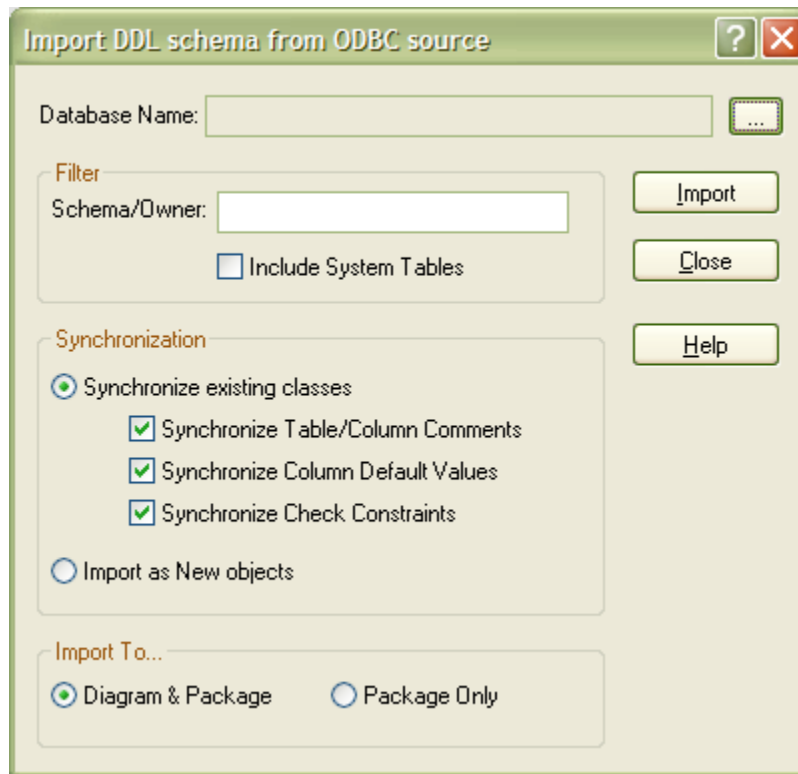 Import DDL schema from ODBC source
Database Name: ...
Filter
Schema/Owner:
Include System Tables
Import
Close
Help
Synchronization
Synchronize existing classes
Synchronize Table/Column Comments
Synchronize Column Default Values
Synchronize Check Constraints
Import as New objects
Import To...
Diagram & Package Package Only